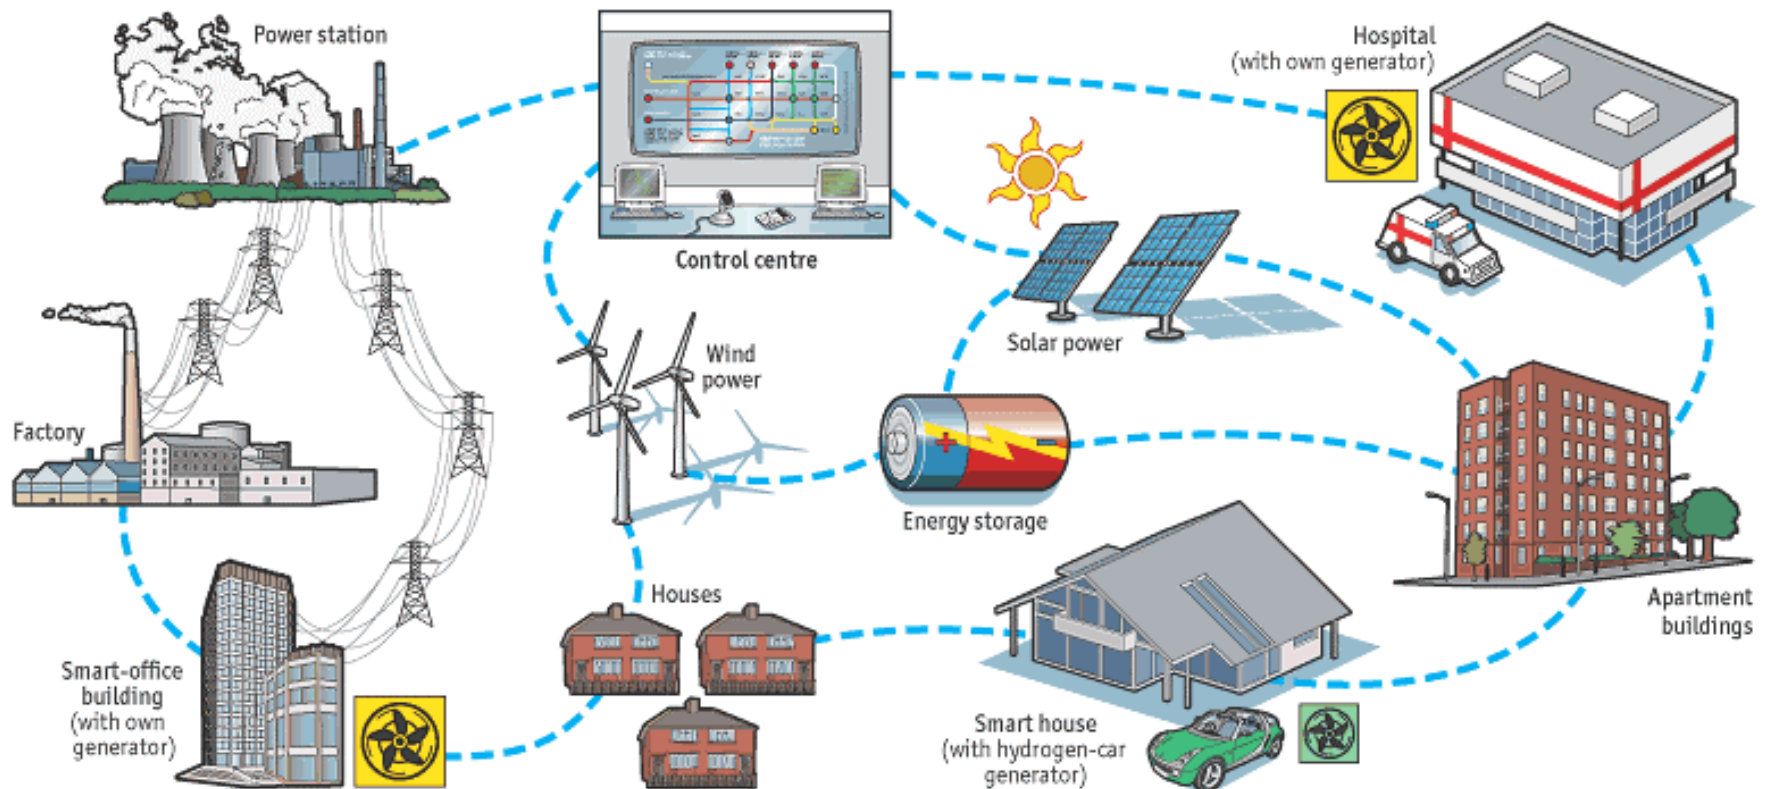 Power station
Hospital
(with own generator)
Control centre
Solar power
Wind
power
Factory
Energy storage
Houses
Apartment
buildings
Smart-office
building
(with own
generator)
Smart house
(with hydrogen-car
generator)